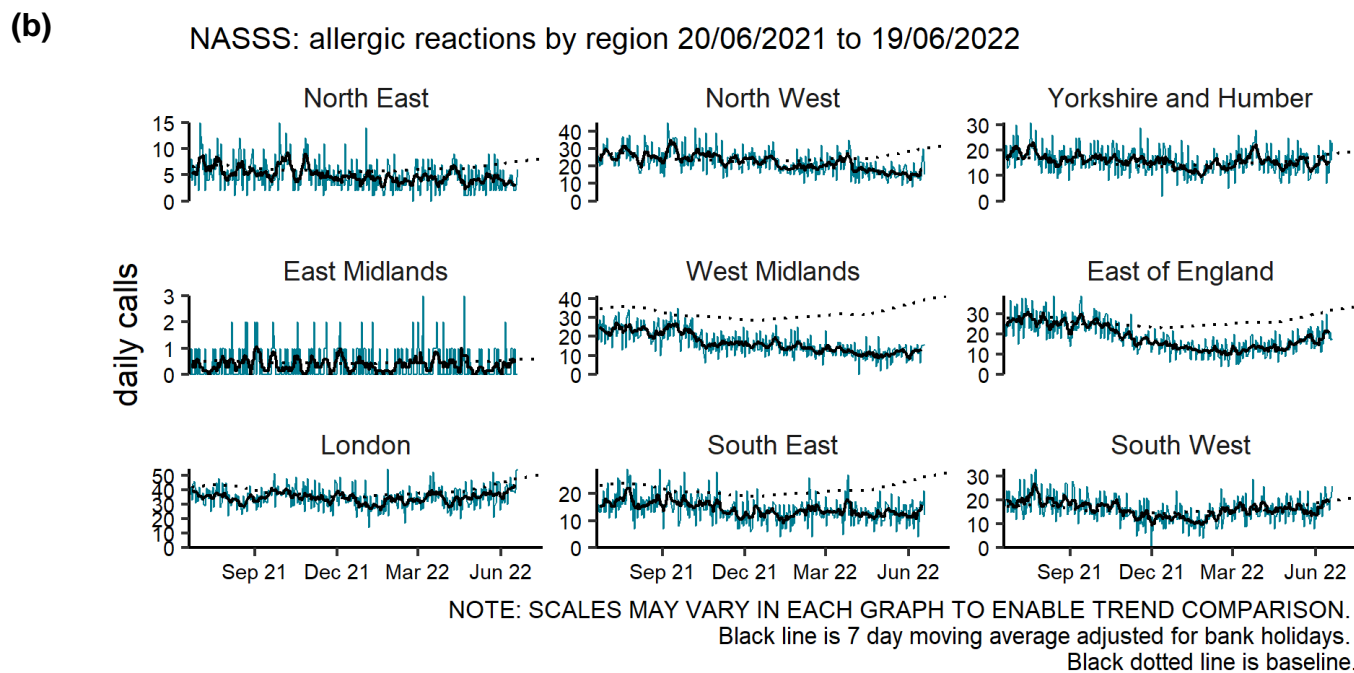 (b)
NASSS: allergic reactions by region 20/06/2021 to 19/06/2022
North East
North West
Yorkshire and Humber
15
10
5
0
40
30
20
10
0
30
20
10
0
daily calls
East Midlands
West Midlands
East of England
3
2
1
0
40
30
20
10
0
30
20
10
0
London
South East
South West
50
40
30
20
10
0
20
10
0
30
20
10
0
Sep 21 Dec 21 Mar 22 Jun 22
Sep 21 Dec 21 Mar 22 Jun 22
Sep 21 Dec 21 Mar 22 Jun 22
NOTE: SCALES MAY VARY IN EACH GRAPH TO ENABLE TREND COMPARISON.
Black line is 7 day moving average adjusted for bank holidays.
Black dotted line is baseline.